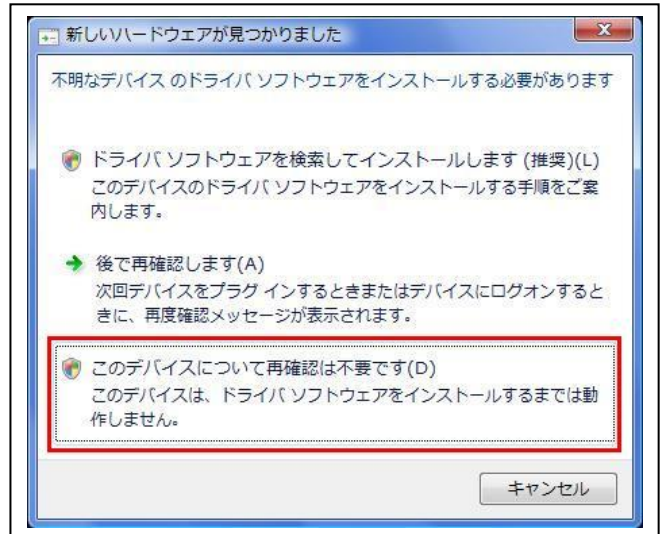 新しいハードウェアが見つかりました
不明なデバイス のドライバ ソフトウェアをインストールする必要があります
ドライバ ソフトウェアを検索してインストールします (推奨)(L)
このデバイスのドライバ ソフトウェアをインストールする手順をご案
内します。
後で再確認します(A)
次回デバイスをプラグ インするときまたはデバイスにログオンすると
きに、再度確認メッセージが表示されます。
このデバイスについて再確認は不要です(D)
このデバイスは、ドライバ ソフトウェアをインストールするまでは動
作しません。
キャンセル